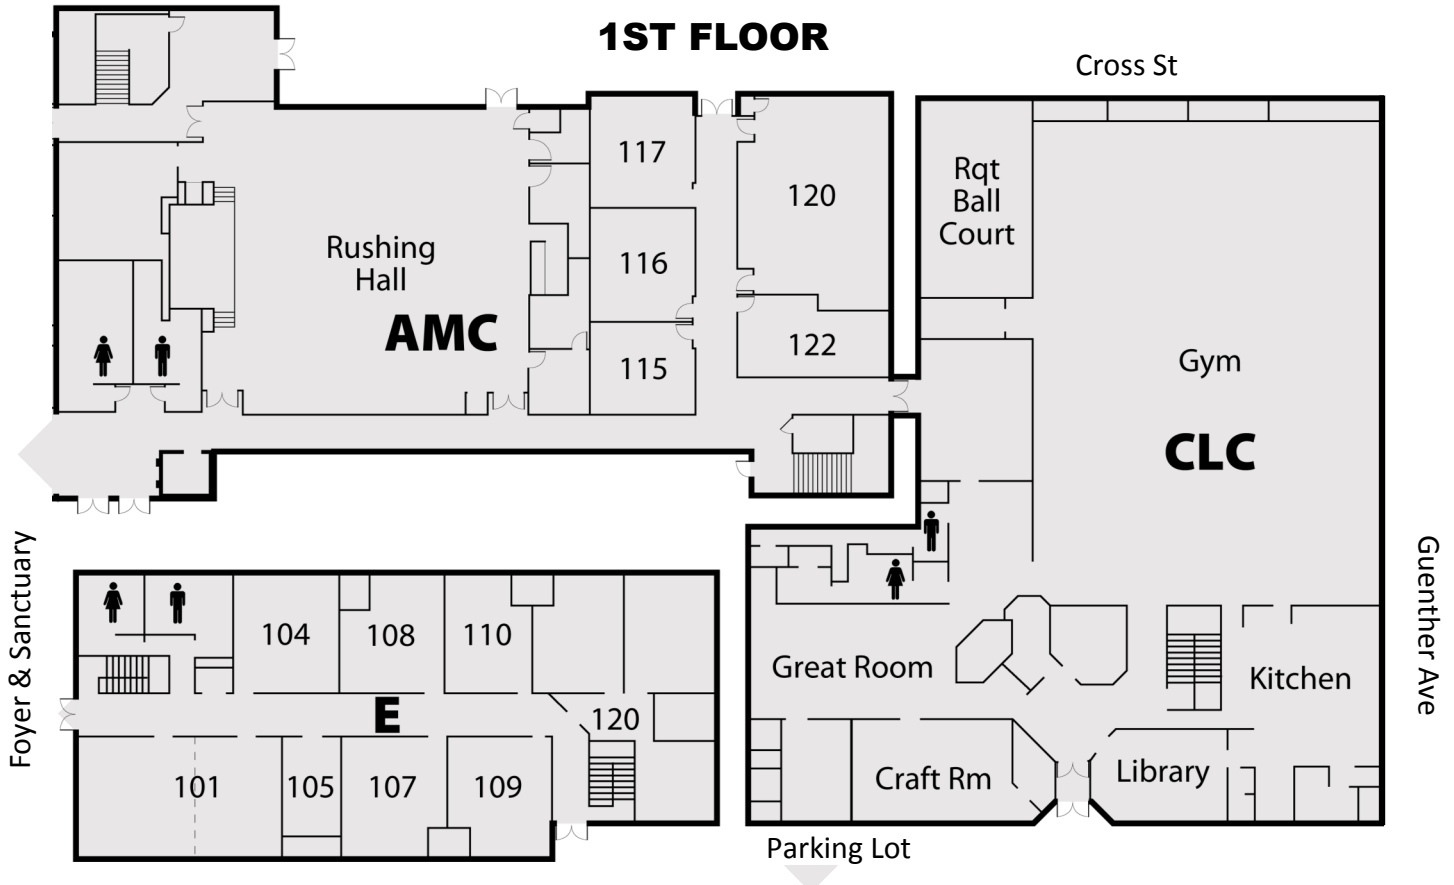 1ST FLOOR
Cross St
117
120
Rqt
Ball
Court
Rushing
Hall
116
AMC
122
115
Gym
CLC
Foyer & Sanctuary
Guenther Ave
104
108
110
Great Room
Kitchen
E
120
101
105
107
109
Craft Rm
Library
Parking Lot